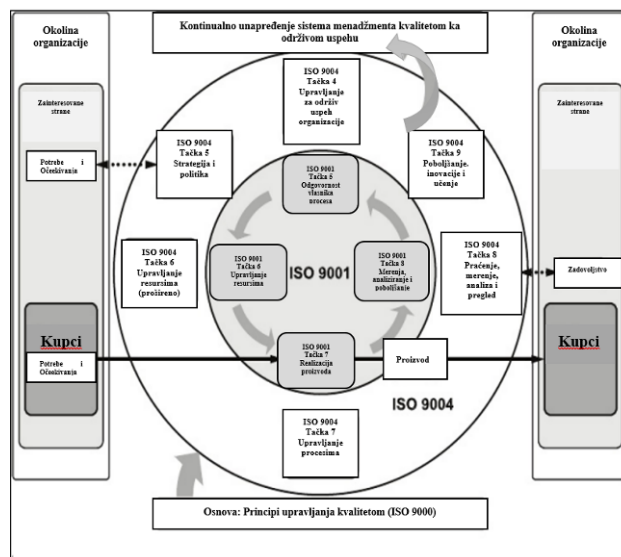 Okolina
organizacije
Zainteresovane
strane
Potrebe i
Očekivanja
Kupci
Potrebe i
Očekivanja
Kontinualno unapređenje sistema menadžmenta kvalitetom ka
održivom uspehu
ISO 9004
Tačka 4
Upravljanje
za održiv
uspeh
organizacije
ISO 9004
Tačka 5
Strategija i
politika
ISO 9004
Tačka 9
Poboljšanje,
inovacije i
učenje
ISO 9001
Tačka 5
Odgovornost
vlasnika
procesa
ISO 9004
Tačka 6
Upravljanje
resursima
(prošireno)
ISO 9001
Tačka 6
Upravljanje
resursima
ISO 9001
ISO 9001
Tačka 8
Merenja,
analiziranje i
poboljšanje
ISO 9004
Tačka 8
Praćenje,
merenje,
analiza i
pregled
ISO 9001
Tačka 7
Realizacija
proizvoda
Proizvod
ISO 9004
ISO 9004
Tačka 7
Upravljanje
procesima
Osnova: Principi upravljanja kvalitetom (ISO 9000)
Okolina
organizacije
Zainteresovane
strane
Zadovoljstvo
Kupci